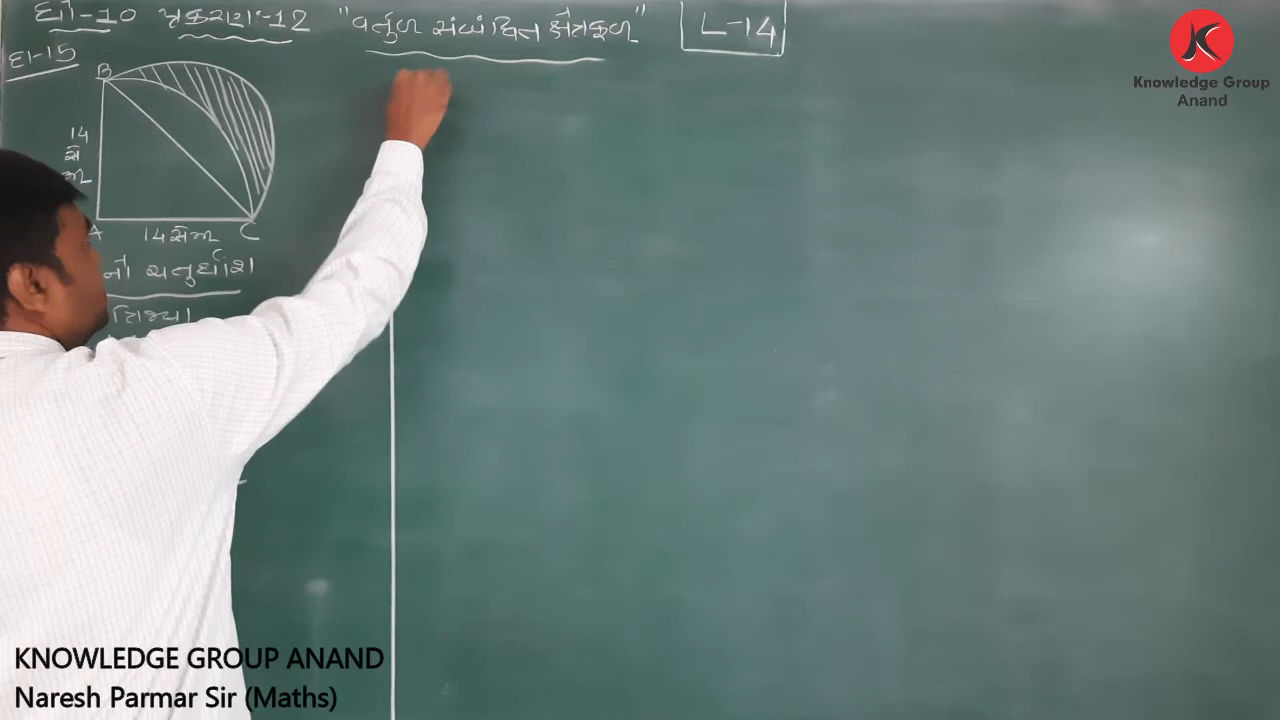 ધો-10 પ્રકરણ:-12 "વર્તુળ સંબંધિત ક્ષેત્રફળ" L-14
દા-15
B
14
સેમી
A 14 સેમી C
નો ચતુર્થાંશ
ત્રિજ્યા
Knowledge Group
Anand
KNOWLEDGE GROUP ANAND
Naresh Parmar Sir (Maths)